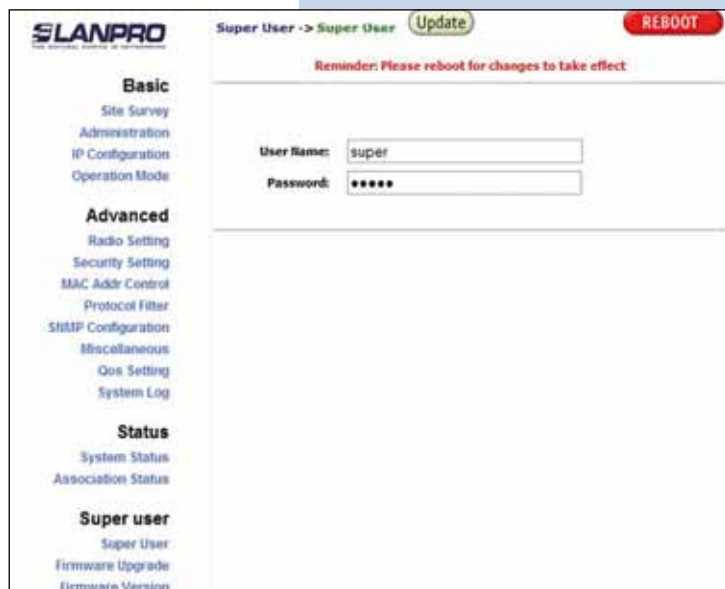 LANPRO
Super User -> Super User
Update
REBOOT
Reminder: Please reboot for changes to take effect
Basic
Site Survey
Administration
IP Configuration
Operation Mode
Advanced
Radio Setting
Security Setting
MAC Addr Control
Protocol Filter
SNMP Configuration
Miscellaneous
Qos Setting
System Log
Status
System Status
Association Status
Super user
Super User
Firmware Upgrade
Firmware Version
User Name: super
Password: •••••